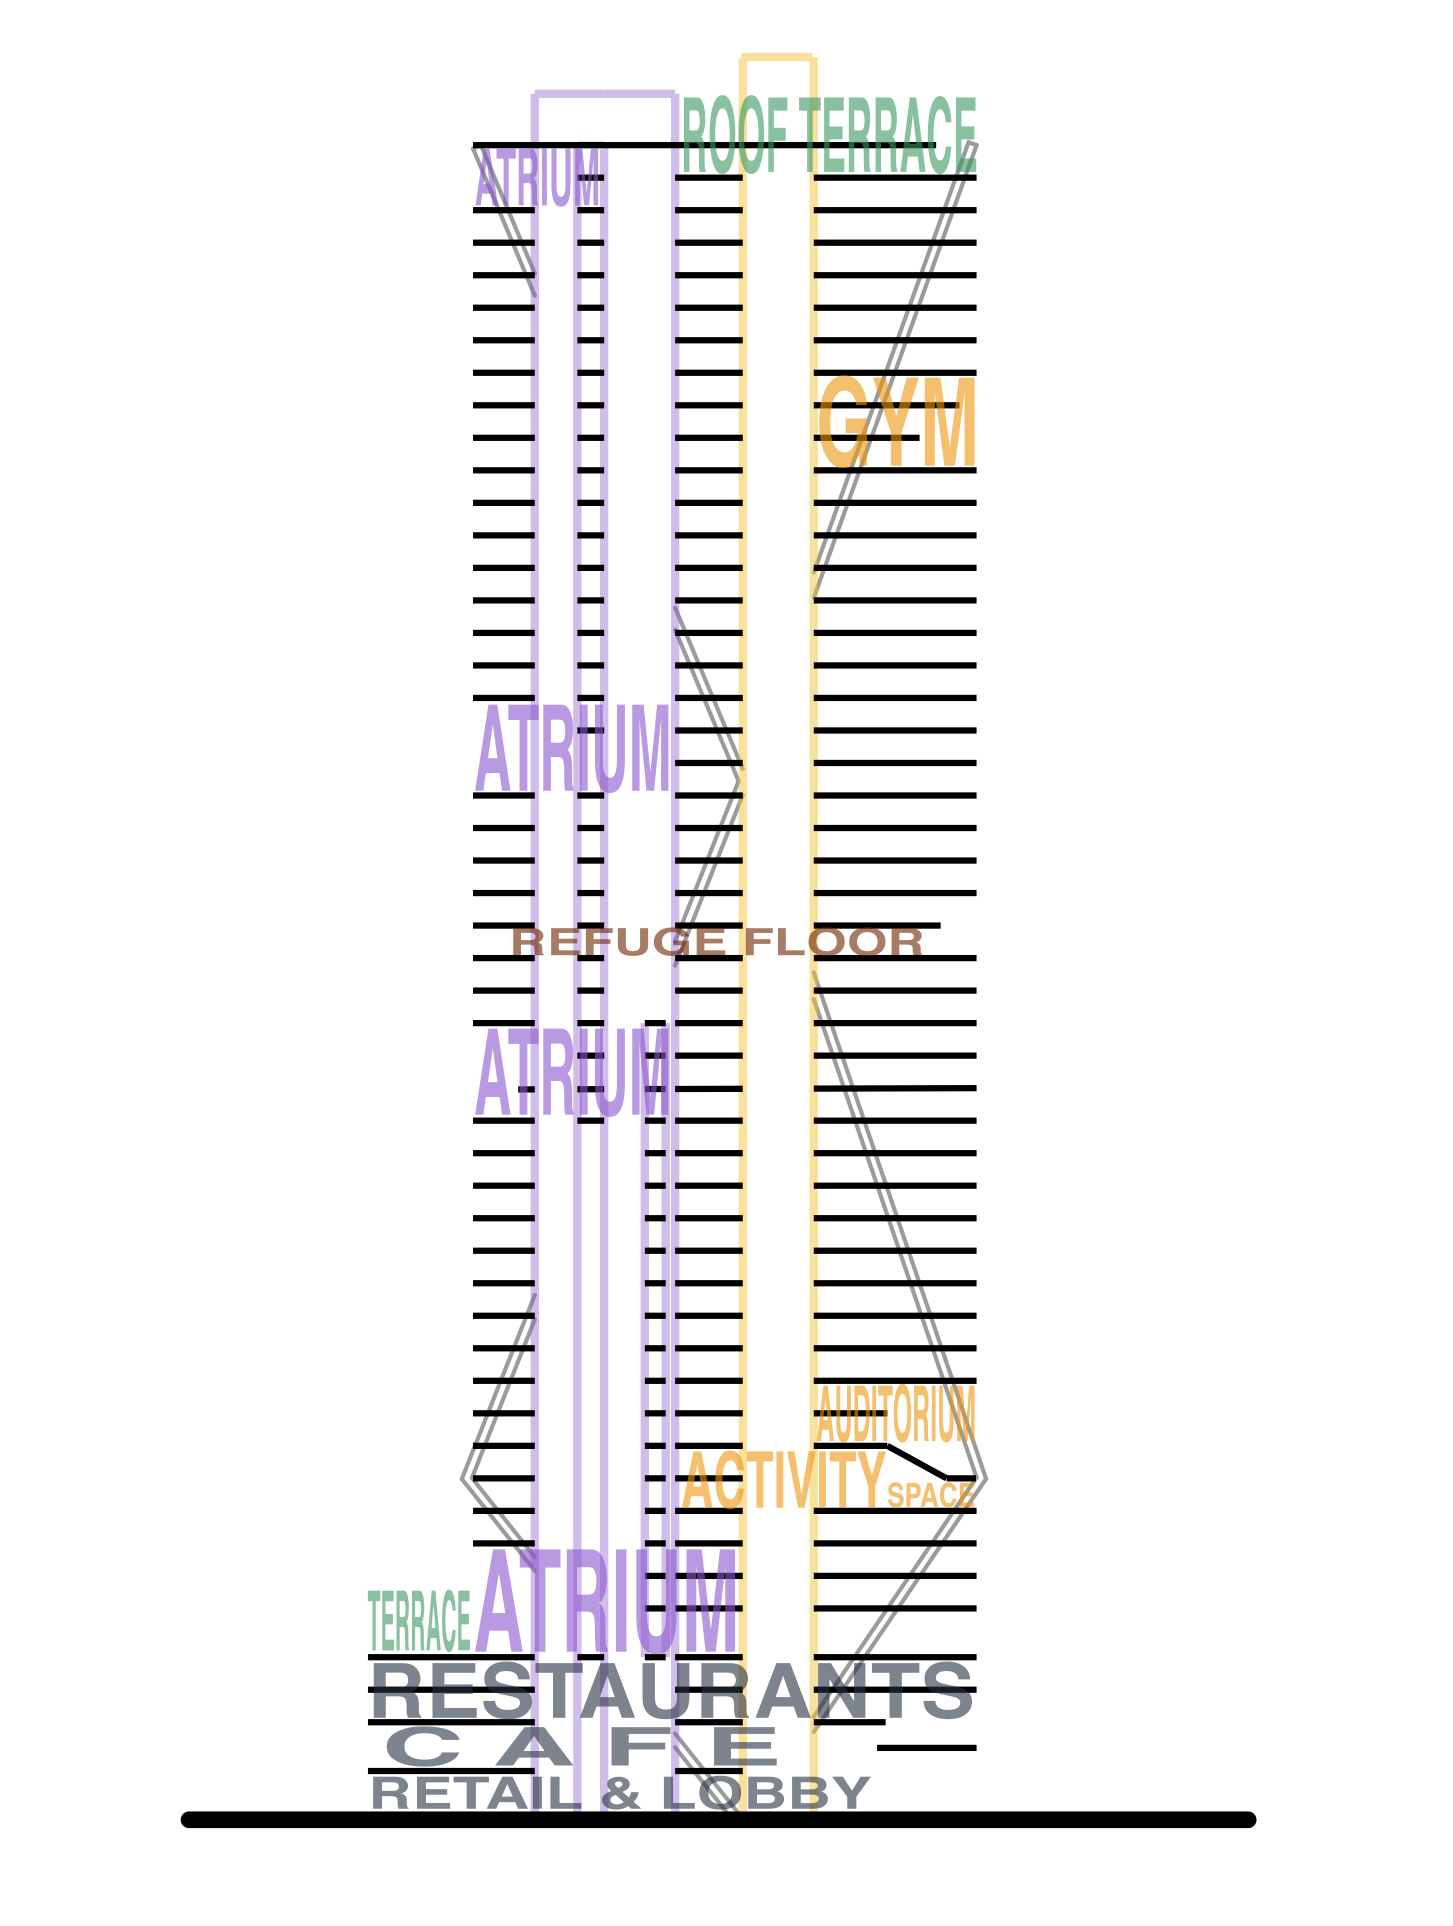 ROOF TERRACE
ATRIUM
GYM
ATRIUM
REFUGE FLOOR
ATRIUM
AUDITORIUM
ACTIVITY SPACE
ATRIUM
TERRACE
RESTAURANTS
CAFE
RETAIL & LOBBY